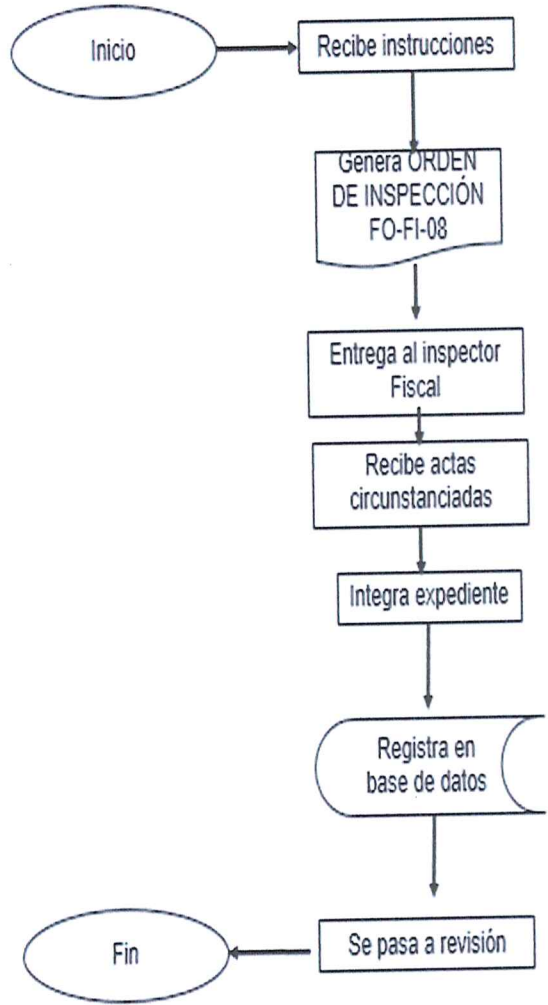 Inicio
Recibe instrucciones
Genera ORDEN
DE INSPECCIÓN
FO-FI-08
Entrega al inspector
Fiscal
Recibe actas
circunstanciadas
Integra expediente
Registra en
base de datos
Se pasa a revisión
Fin